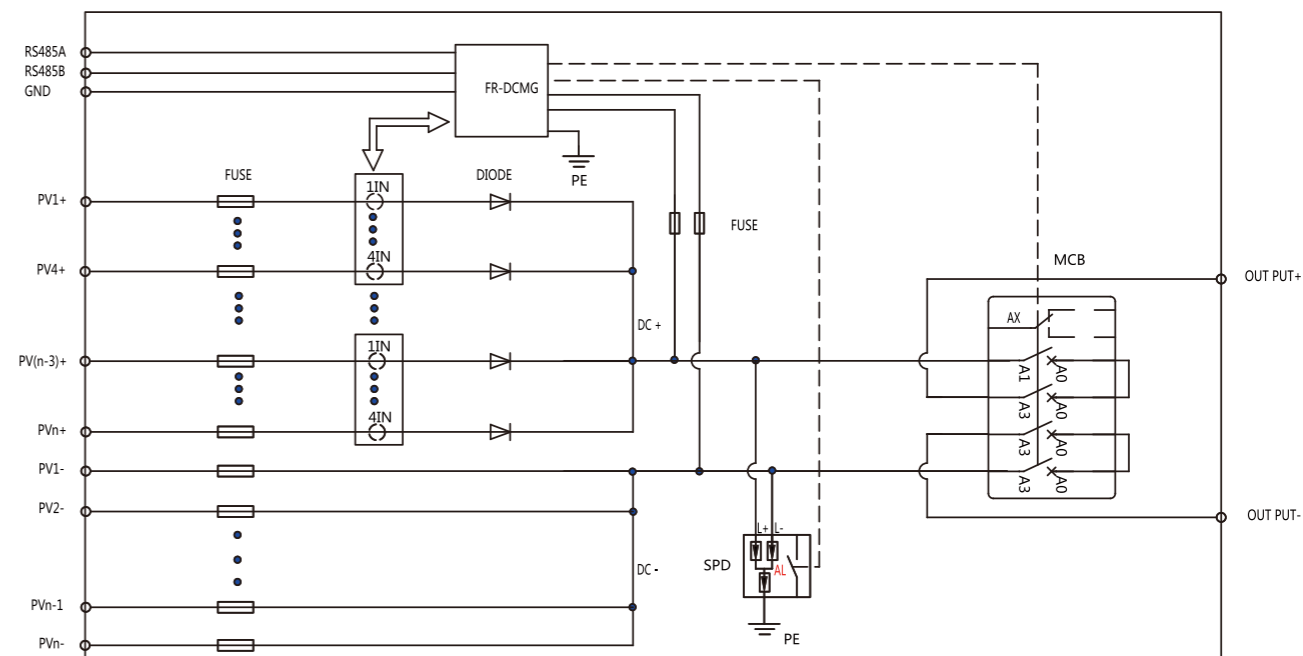 RS485A
RS485B
GND
FR-DCMG
PE
FUSE
DIODE
1IN
PV1+
FUSE
4IN
PV4+
MCB
OUT PUT+
DC +
AX
1IN
PV(n-3)+
A1
A0
A3
A0
4IN
PVn+
A3
A0
PV1-
A3
A0
PV2-
OUT PUT-
L+
L-
SPD
AL
DC -
PVn-1
PE
PVn-